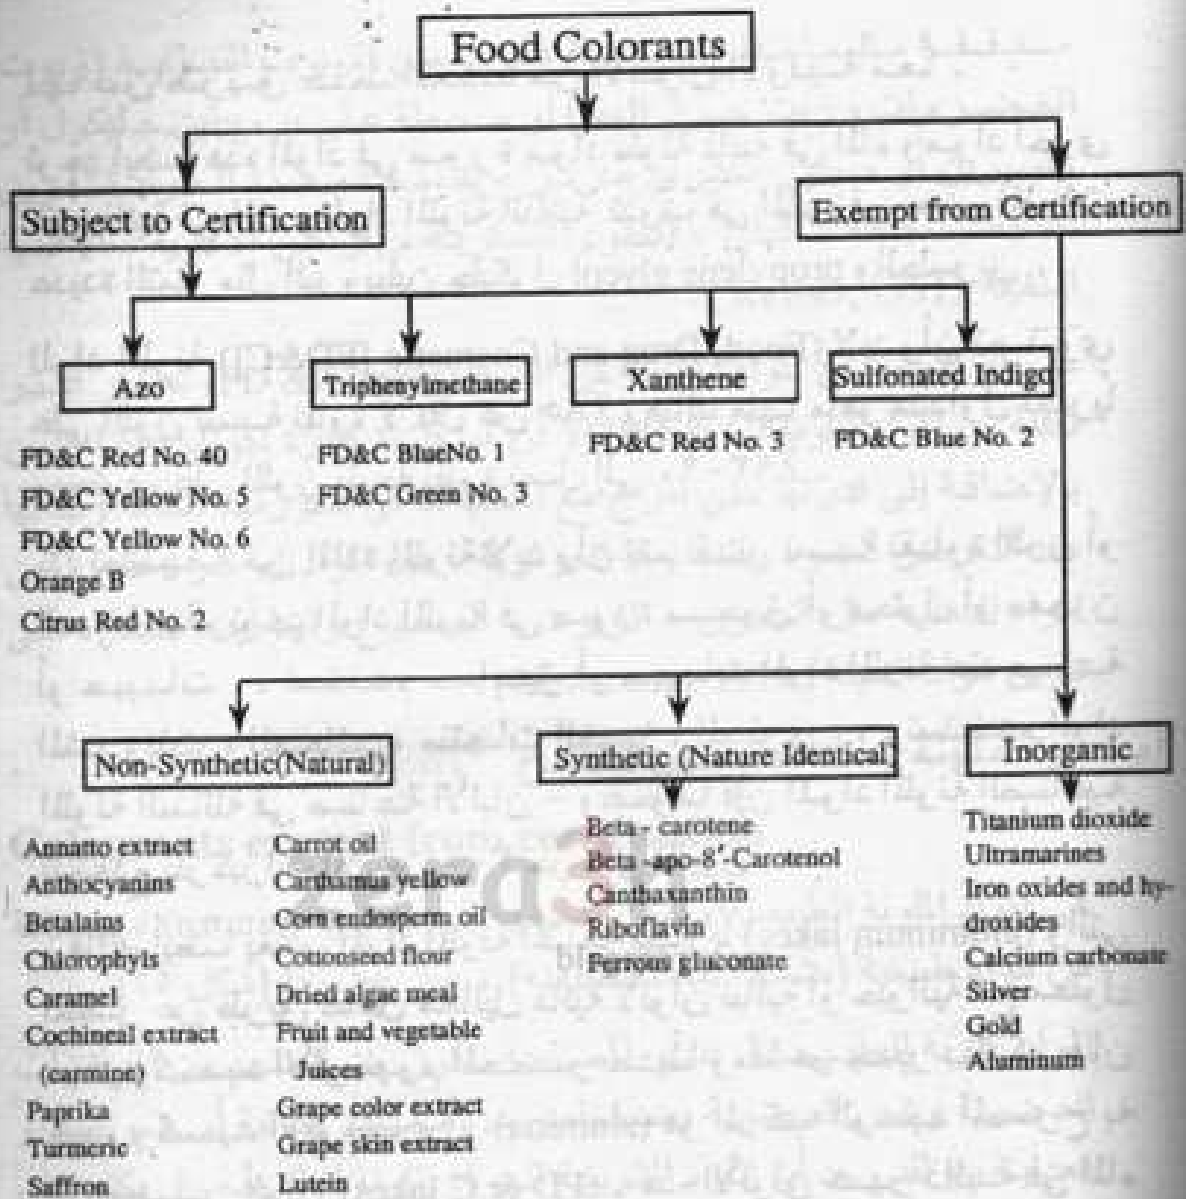 Food Colorants
Subject to Certification
Exempt from Certification
Azo
Triphenylmethane
Xanthene
Sulfonated Indigo
FD&C Red No. 40
FD&C Yellow No. 5
FD&C Yellow No. 6
Orange B
Citrus Red No. 2
FD&C BlueNo. 1
FD&C Green No. 3
FD&C Red No. 3
FD&C Blue No. 2
Non-Synthetic(Natural)
Synthetic (Nature Identical)
Inorganic
Annatto extract
Anthocyanins
Betalains
Chlorophyls
Caramel
Cochineal extract
(carmine)
Paprika
Turmeric
Saffron
Carrot oil
Carthamus yellow
Corn endosperm oil
Cottonseed flour
Dried algae meal
Fruit and vegetable
Juices
Grape color extract
Grape skin extract
Lutein
Beta - carotene
Beta -apo-8'-Carotenol
Canthaxanthin
Riboflavin
Ferrous gluconate
Titanium dioxide
Ultramarines
Iron oxides and hy-
droxides
Calcium carbonate
Silver
Gold
Aluminum